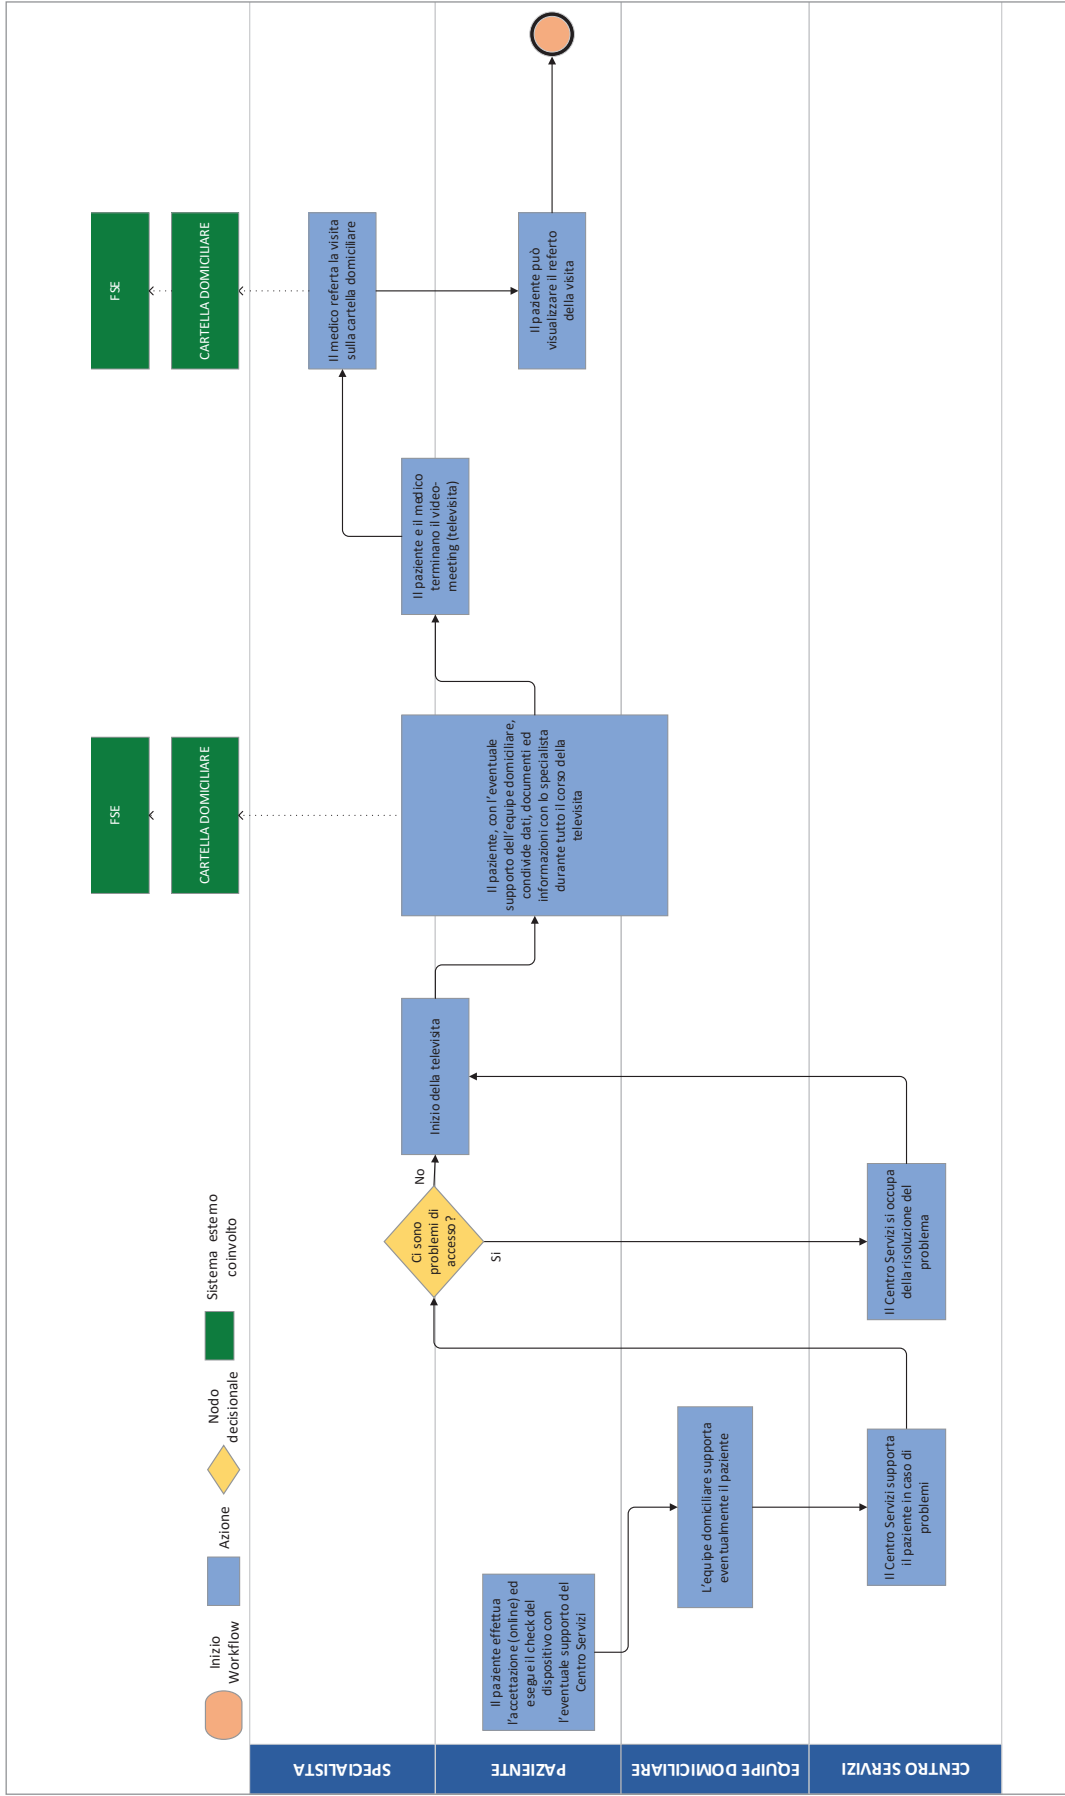 Inizio
Workflow
Azione
Nodo
decisionale
Sistema esterno
coinvolto
SPECIALISTA
PAZIENTE
EQUIPE DOMICILIARE
CENTRO SERVIZI
Il paziente effettua
l'accettazione (online) ed
esegue il check del
dispositivo con
l'eventuale supporto del
Centro Servizi
L'equipe domiciliare supporta
eventualmente il paziente
Il Centro Servizi supporta
il paziente in caso di
problemi
Ci sono
problemi di
accesso ?
No
Si
Il Centro Servizi si occupa
della risoluzione del
problema
Inizio della televisita
Il paziente, con l'eventuale
supporto dell'equipe domiciliare,
condivide dati, documenti ed
informazioni con lo specialista
durante tutto il corso della
televisita
FSE
CARTELLA DOMICILIARE
Il paziente e il medico
terminano il video-
meeting (televisita)
Il medico referta la visita
sulla cartella domiciliare
FSE
CARTELLA DOMICILIARE
Il paziente può
visualizzare il referto
della visita